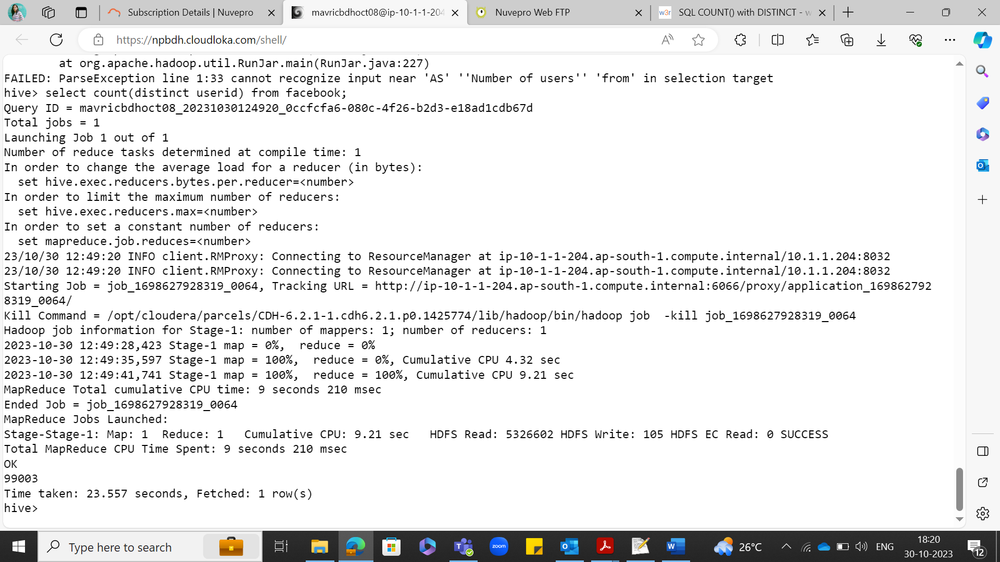 Subscription Details | Nuvepro
mavricbdhoct08@ip-10-1-1-204
Nuvepro Web FTP
w3r
SQL COUNT() with DISTINCT - w
https://npbdh.cloudloka.com/shell/
at org.apache.hadoop.util.RunJar.main(RunJar.java:227)
FAILED: ParseException line 1:33 cannot recognize input near 'AS' ''Number of users'' 'from' in selection target
hive> select count(distinct userid) from facebook;
Query ID = mavricbdhoct08_20231030124920_0ccfcfa6-080c-4f26-b2d3-e18ad1cdb67d
Total jobs = 1
Launching Job 1 out of 1
Number of reduce tasks determined at compile time: 1
In order to change the average load for a reducer (in bytes):
  set hive.exec.reducers.bytes.per.reducer=<number>
In order to limit the maximum number of reducers:
  set hive.exec.reducers.max=<number>
In order to set a constant number of reducers:
  set mapreduce.job.reduces=<number>
23/10/30 12:49:20 INFO client.RMProxy: Connecting to ResourceManager at ip-10-1-1-204.ap-south-1.compute.internal/10.1.1.204:8032
23/10/30 12:49:20 INFO client.RMProxy: Connecting to ResourceManager at ip-10-1-1-204.ap-south-1.compute.internal/10.1.1.204:8032
Starting Job = job_1698627928319_0064, Tracking URL = http://ip-10-1-1-204.ap-south-1.compute.internal:6066/proxy/application_169862792
8319_0064/
Kill Command = /opt/cloudera/parcels/CDH-6.2.1-1.cdh6.2.1.p0.1425774/lib/hadoop/bin/hadoop job  -kill job_1698627928319_0064
Hadoop job information for Stage-1: number of mappers: 1; number of reducers: 1
2023-10-30 12:49:28,423 Stage-1 map = 0%,  reduce = 0%
2023-10-30 12:49:35,597 Stage-1 map = 100%,  reduce = 0%, Cumulative CPU 4.32 sec
2023-10-30 12:49:41,741 Stage-1 map = 100%,  reduce = 100%, Cumulative CPU 9.21 sec
MapReduce Total cumulative CPU time: 9 seconds 210 msec
Ended Job = job_1698627928319_0064
MapReduce Jobs Launched:
Stage-Stage-1: Map: 1  Reduce: 1   Cumulative CPU: 9.21 sec   HDFS Read: 5326602 HDFS Write: 105 HDFS EC Read: 0 SUCCESS
Total MapReduce CPU Time Spent: 9 seconds 210 msec
OK
99003
Time taken: 23.557 seconds, Fetched: 1 row(s)
hive>
Type here to search
zoom
26°C
ENG
18:20
30-10-2023
12